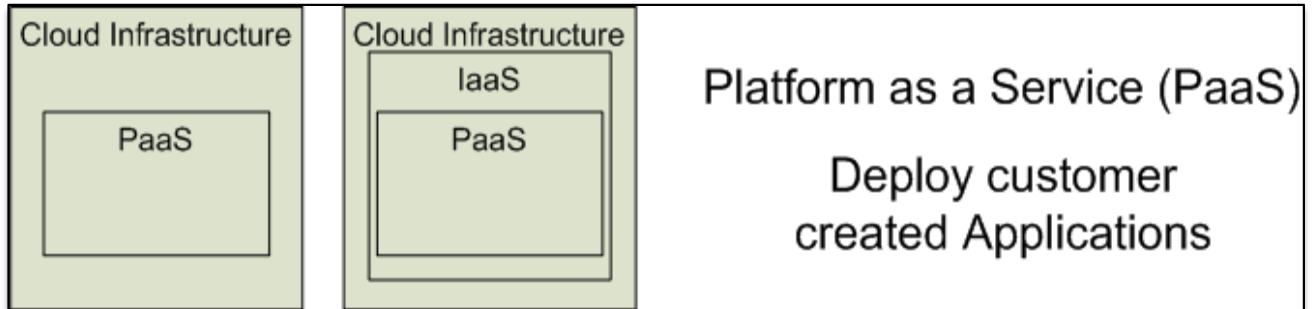 Cloud Infrastructure
PaaS
Cloud Infrastructure
IaaS
PaaS
Platform as a Service (PaaS)
Deploy customer
created Applications